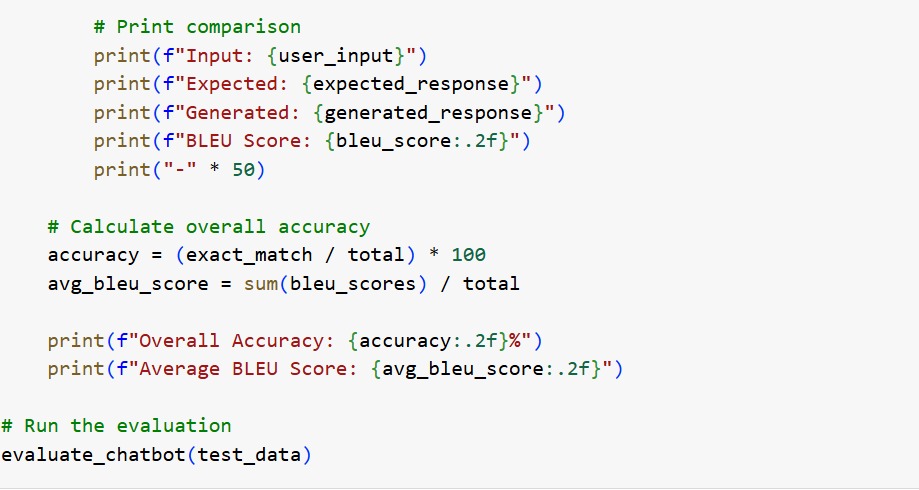 # Print comparison
print(f"Input: {user_input}")
print(f"Expected: {expected_response}")
print(f"Generated: {generated_response}")
print(f"BLEU Score: {bleu_score:.2f}")
print("-" * 50)
# Calculate overall accuracy
accuracy = (exact_match / total) * 100
avg_bleu_score = sum(bleu_scores) / total
print(f"Overall Accuracy: {accuracy:.2f}%")
print(f"Average BLEU Score: {avg_bleu_score:.2f}")
# Run the evaluation
evaluate_chatbot(test_data)